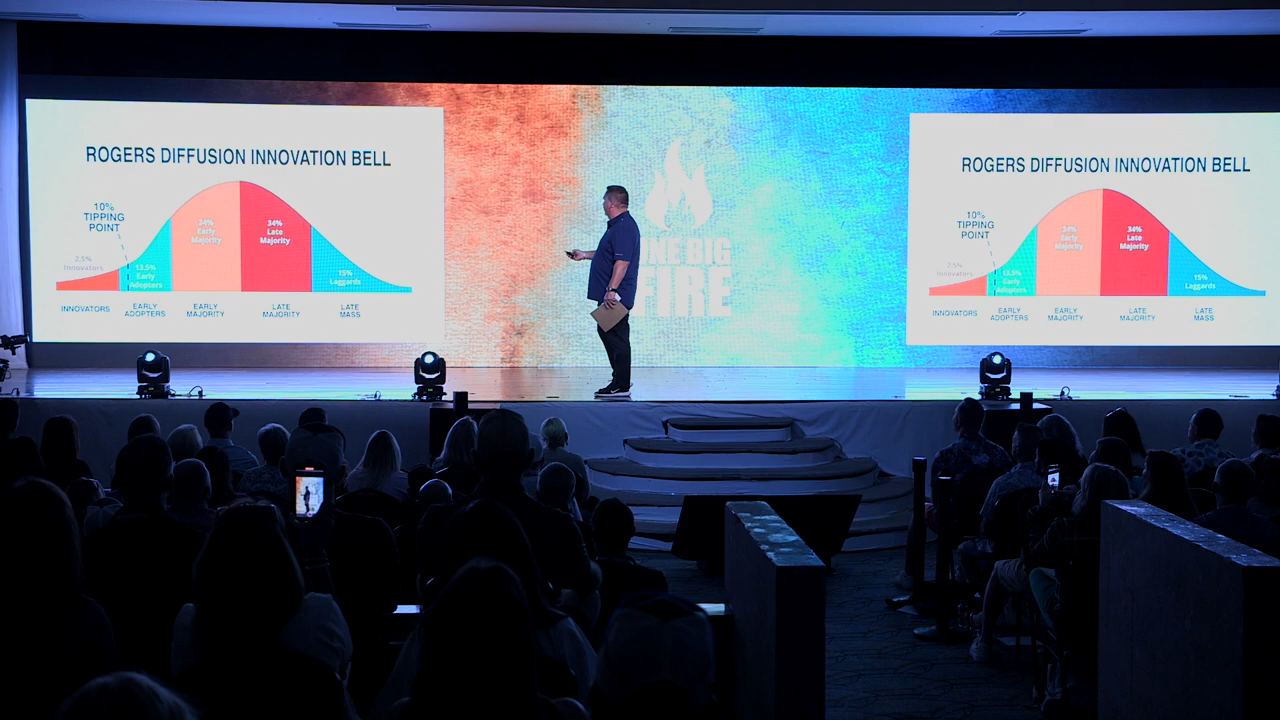 ROGERS DIFFUSION INNOVATION BELL
10%
TIPPING
POINT
2.5%
Innovators
13.5%
Early
Adopters
34%
Early
Majority
34%
Late
Majority
15%
Laggards
INNOVATORS
EARLY
ADOPTERS
EARLY
MAJORITY
LATE
MAJORITY
LATE
MASS
ONE BIG
FIRE
ROGERS DIFFUSION INNOVATION BELL
10%
TIPPING
POINT
2.5%
Innovators
13.5%
Early
Adopters
34%
Early
Majority
34%
Late
Majority
15%
Laggards
INNOVATORS
EARLY
ADOPTERS
EARLY
MAJORITY
LATE
MAJORITY
LATE
MASS